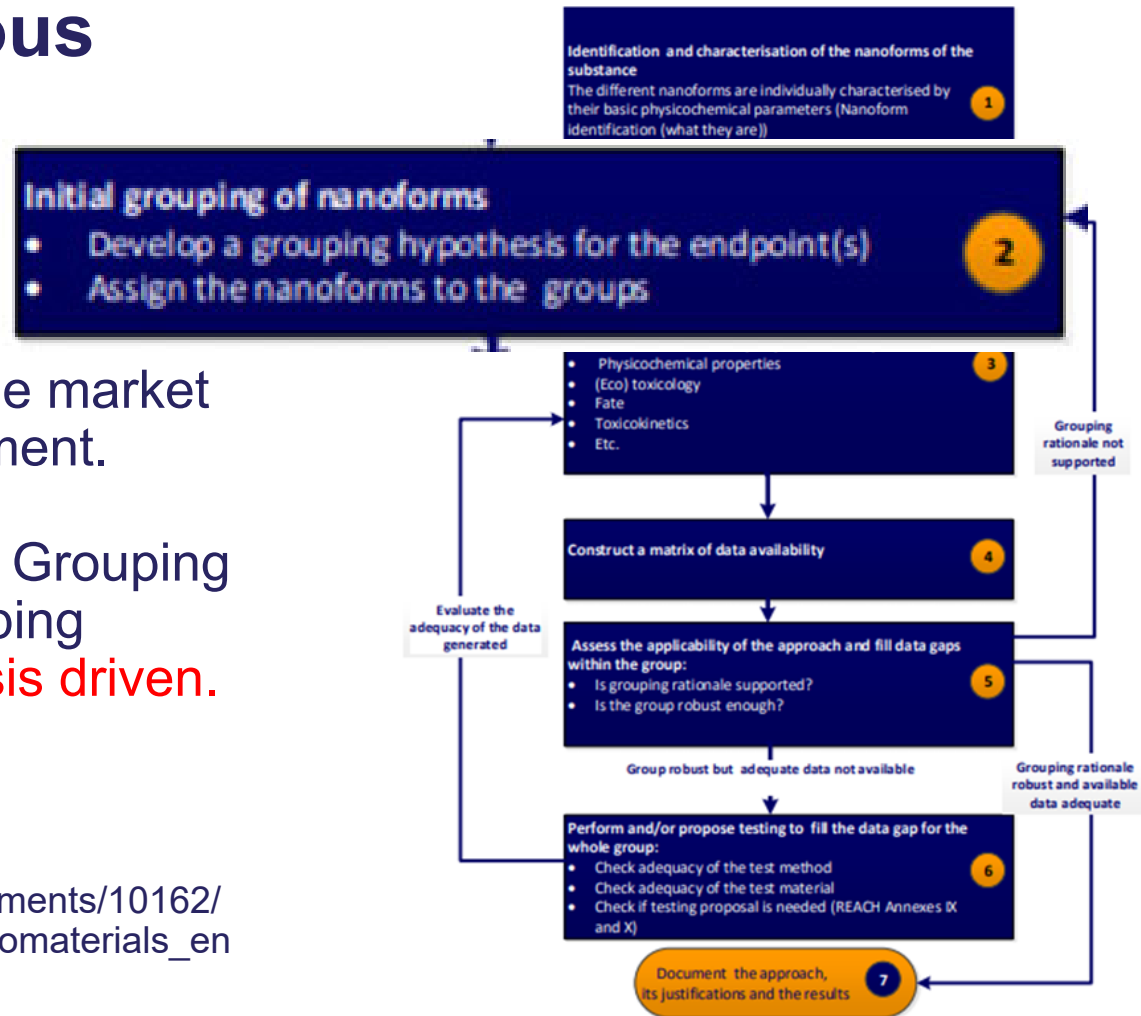 ous
Identification and characterisation of the nanoforms of the
substance
The different nanoforms are individually characterised by
their basic physicochemical parameters (Nanoform
identification (what they are))
1
Initial grouping of nanoforms
• Develop a grouping hypothesis for the endpoint(s)
• Assign the nanoforms to the groups
2
e market
ment.
Grouping
ping
sis driven.
• Physicochemical properties
• (Eco) toxicology
• Fate
• Toxicokinetics
• Etc.
3
Grouping
rationale not
supported
Construct a matrix of data availability
4
Evaluate the
adequacy of the data
generated
Assess the applicability of the approach and fill data gaps
within the group:
• Is grouping rationale supported?
• Is the group robust enough?
5
Group robust but adequate data not available
Grouping rationale
robust and available
data adequate
Perform and/or propose testing to fill the data gap for the
whole group:
• Check adequacy of the test method
• Check adequacy of the test material
• Check if testing proposal is needed (REACH Annexes IX
and X)
6
ments/10162/
omaterials_en
Document the approach,
its justifications and the results
7